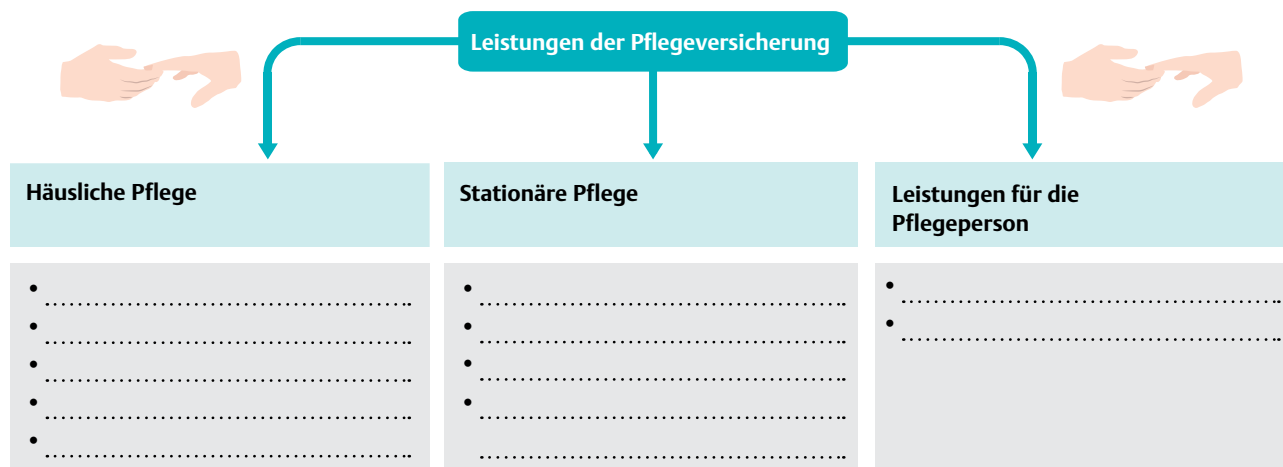 Leistungen der Pflegeversicherung
Häusliche Pflege
Stationäre Pflege
Leistungen für die
Pflegeperson